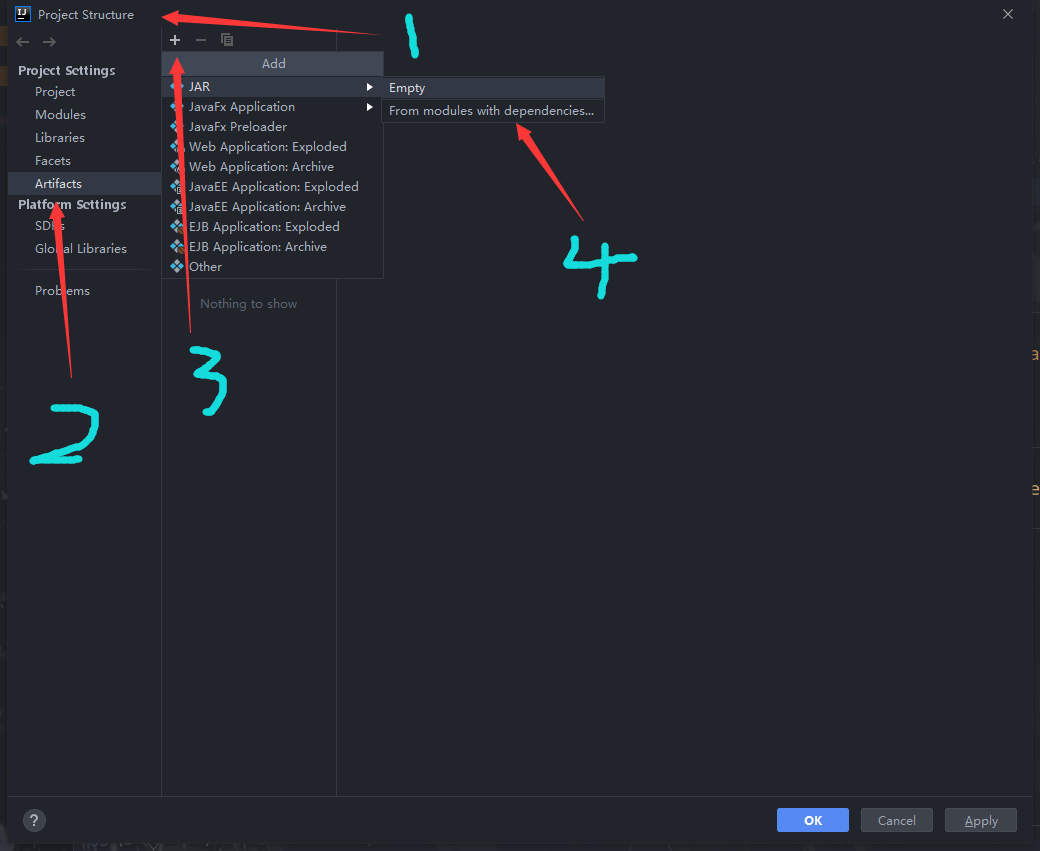 Project Structure
1
Add
Project Settings
JAR
Empty
Project
JavaFx Application
From modules with dependencies...
Modules
JavaFx Preloader
Libraries
Web Application: Exploded
Facets
Web Application: Archive
Artifacts
JavaEE Application: Exploded
Platform Settings
JavaEE Application: Archive
SDKs
EJB Application: Exploded
Global Libraries
EJB Application: Archive
Other
4
Problems
Nothing to show
a
3
2
e
?
OK
Cancel
Apply